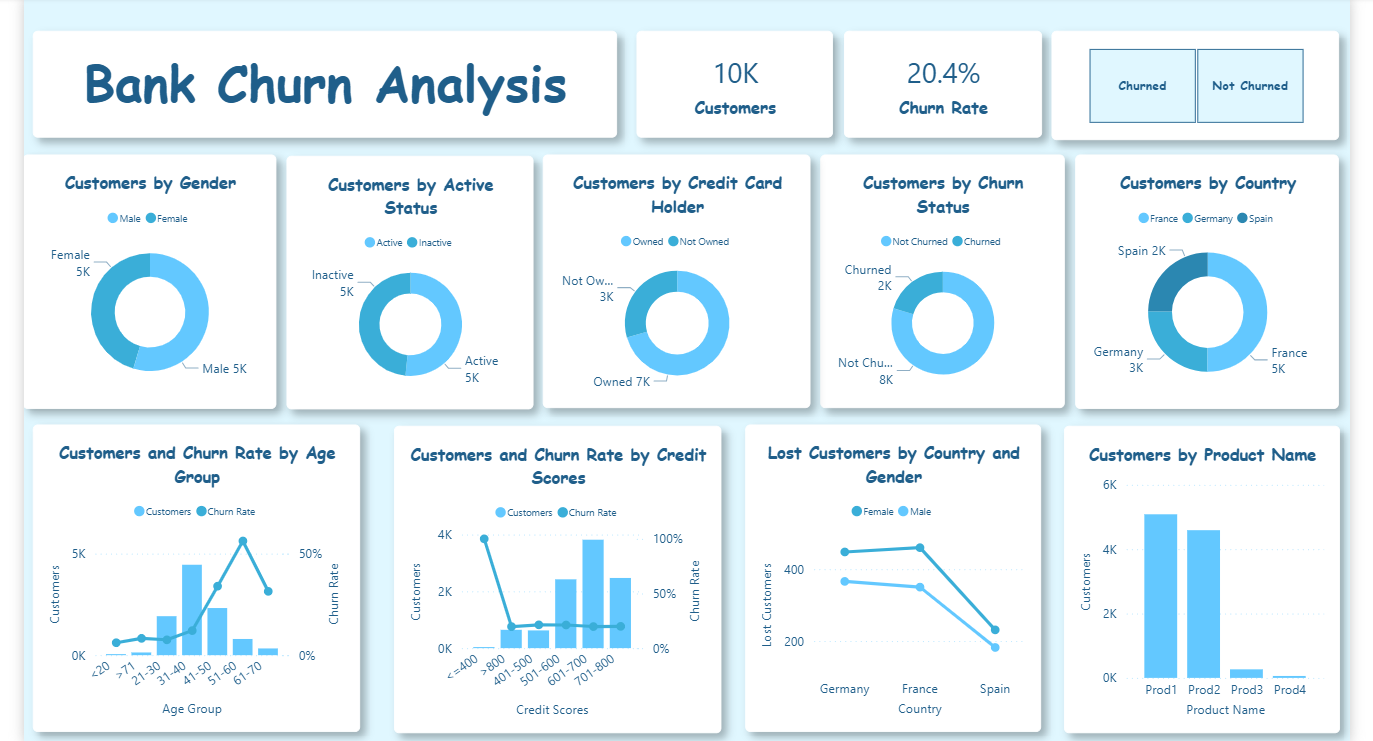 Bank Churn Analysis
10K
Customers
20.4%
Churn Rate
Churned
Not Churned
Customers by Gender
Male Female
Female
5K
Male 5K
Customers by Active
Status
Active Inactive
Inactive
5K
Active
5K
Customers by Credit Card
Holder
Owned Not Owned
Not Ow...
3K
Owned 7K
Customers by Churn
Status
Not Churned Churned
Churned
2K
Not Chu...
8K
Customers by Country
France Germany Spain
Spain 2K
Germany
3K
France
5K
Customers and Churn Rate by Age
Group
Customers Churn Rate
5K
0K
50%
0%
Customers
Churn Rate
<20
>71
21-30
31-40
41-50
51-60
61-70
Age Group
Customers and Churn Rate by Credit
Scores
Customers Churn Rate
4K
2K
0K
100%
50%
0%
Customers
Churn Rate
<=400
>800
401-500
501-600
601-700
701-800
Credit Scores
Lost Customers by Country and
Gender
Female Male
400
200
Lost Customers
Germany
France
Spain
Country
Customers by Product Name
6K
4K
2K
0K
Customers
Prod1
Prod2
Prod3
Prod4
Product Name